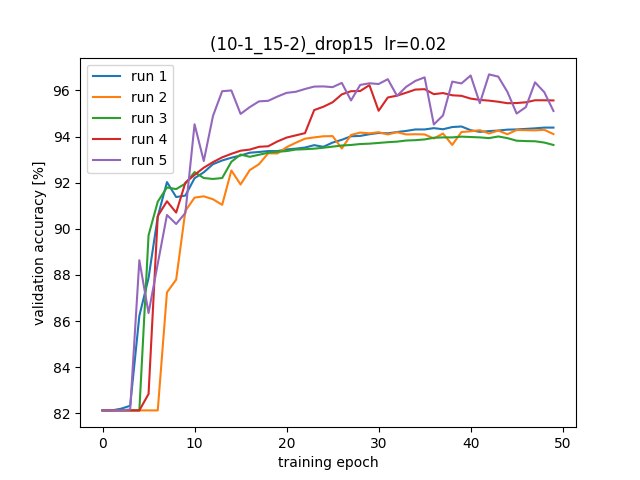 (10-1_15-2)_drop15  lr=0.02
run 1
run 2
run 3
run 4
run 5
validation accuracy [%]
96
94
92
90
88
86
84
82
0 10 20 30 40 50
training epoch